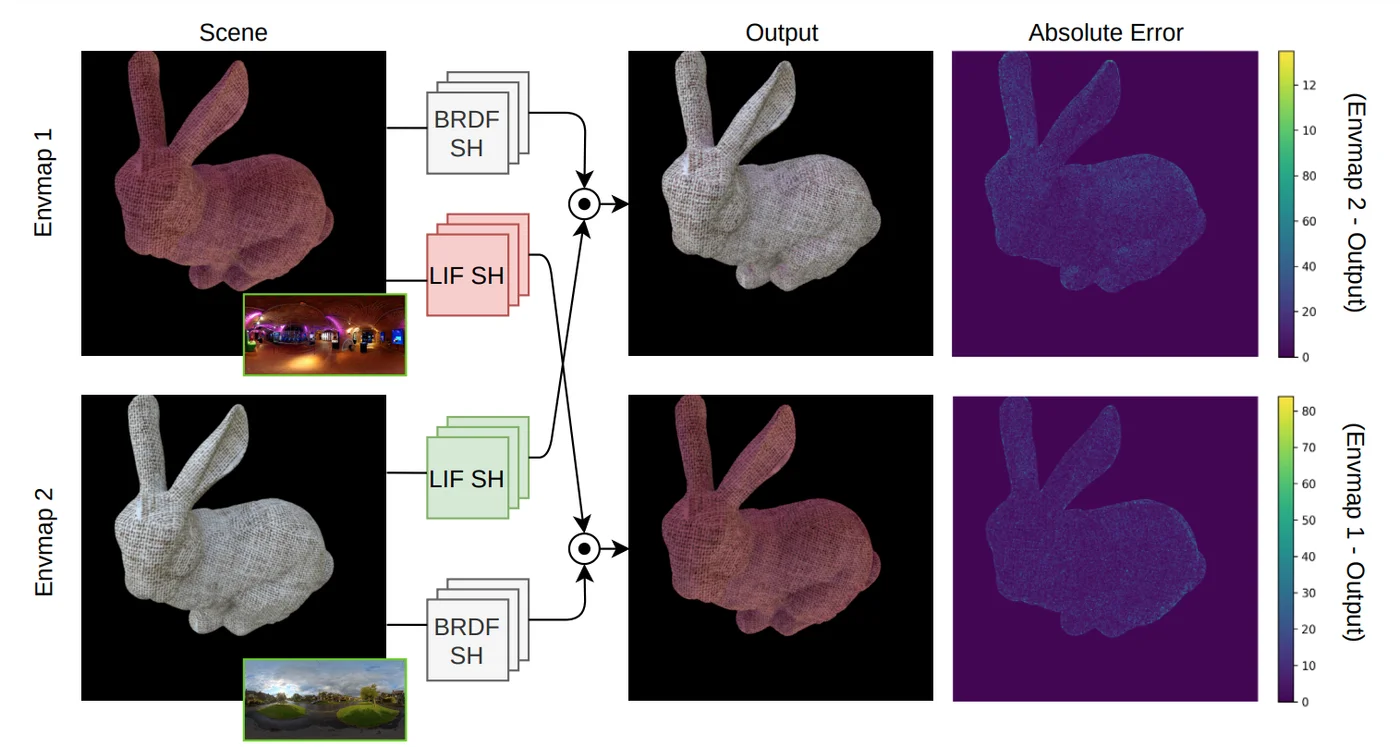 Scene
Output
Absolute Error
Envmap 1
BRDF
SH
LIF SH
12
10
80
60
40
20
0
(Envmap 2 - Output)
Envmap 2
LIF SH
BRDF
SH
80
70
60
50
40
30
20
10
0
(Envmap 1 - Output)